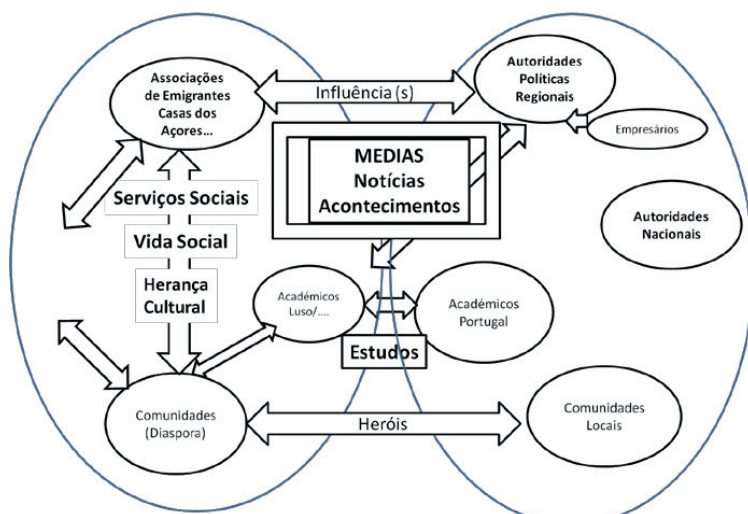 Associações
de Emigrantes
Casas dos
Açores…
Influência (s)
Autoridades
Políticas
Regionais
Empresários
MEDIAS
Notícias
Acontecimentos
Serviços Sociais
Vida Social
Herança
Cultural
Autoridades
Nacionais
Académicos
Luso/....
Académicos
Portugal
Estudos
Comunidades
(Diaspora)
Heróis
Comunidades
Locais